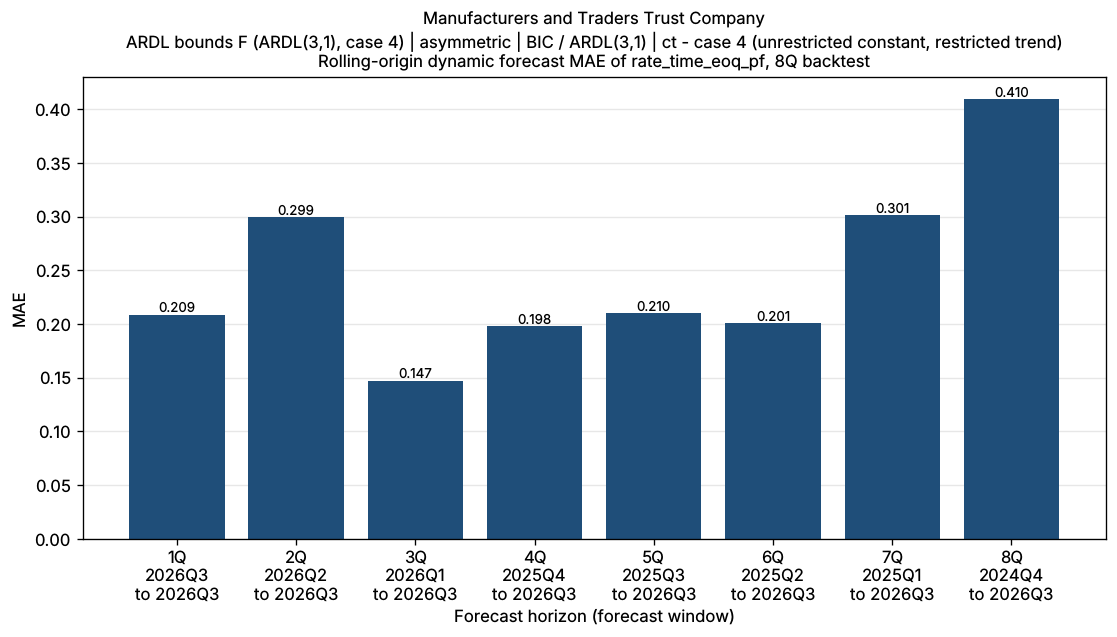 Manufacturers and Traders Trust Company
ARDL bounds F (ARDL(3,1), case 4) | asymmetric | BIC / ARDL(3,1) | ct - case 4 (unrestricted constant, restricted trend)
Rolling-origin dynamic forecast MAE of rate_time_eoq_pf, 8Q backtest
MAE
0.40
0.35
0.30
0.25
0.20
0.15
0.10
0.05
0.00
0.209
0.299
0.147
0.198
0.210
0.201
0.301
0.410
1Q
2026Q3
to 2026Q3
2Q
2026Q2
to 2026Q3
3Q
2026Q1
to 2026Q3
4Q
2025Q4
to 2026Q3
5Q
2025Q3
to 2026Q3
6Q
2025Q2
to 2026Q3
7Q
2025Q1
to 2026Q3
8Q
2024Q4
to 2026Q3
Forecast horizon (forecast window)